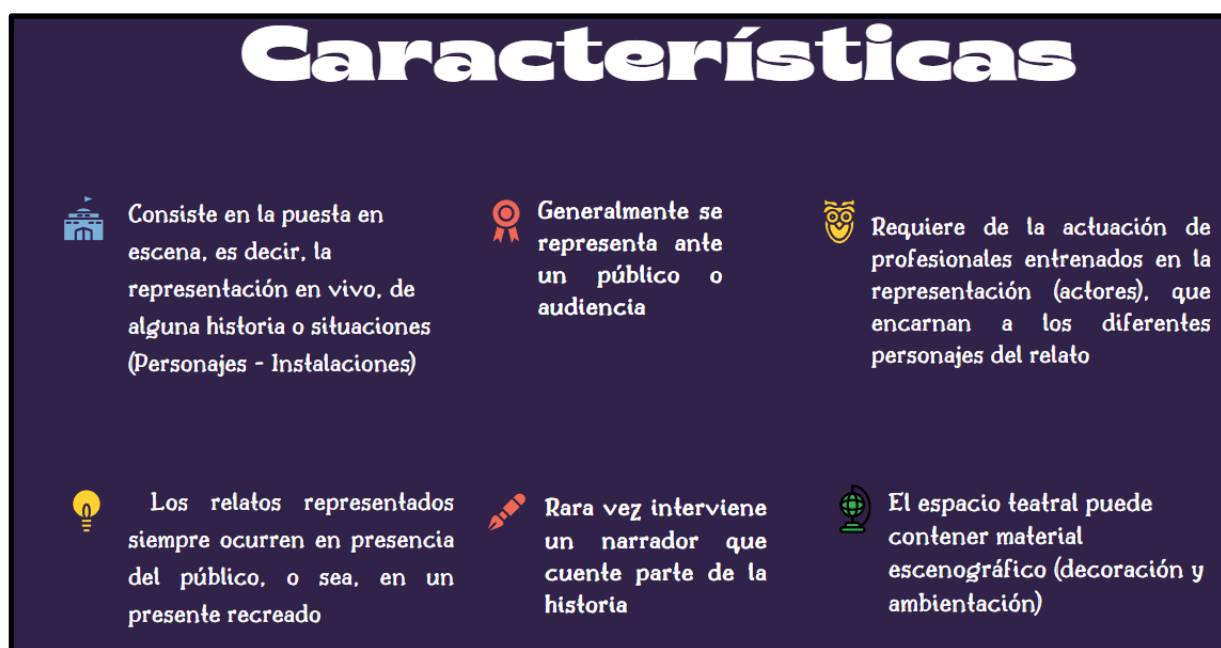 Características
Consiste en la puesta en
escena, es decir, la
representación en vivo, de
alguna historia o situaciones
(Personajes - Instalaciones)
Generalmente se
representa ante
un público o
audiencia
Requiere de la actuación de
profesionales entrenados en la
representación (actores), que
encarnan a los diferentes
personajes del relato
Los relatos representados
siempre ocurren en presencia
del público, o sea, en un
presente recreado
Rara vez interviene
un narrador que
cuente parte de la
historia
El espacio teatral puede
contener material
escenográfico (decoración y
ambientación)